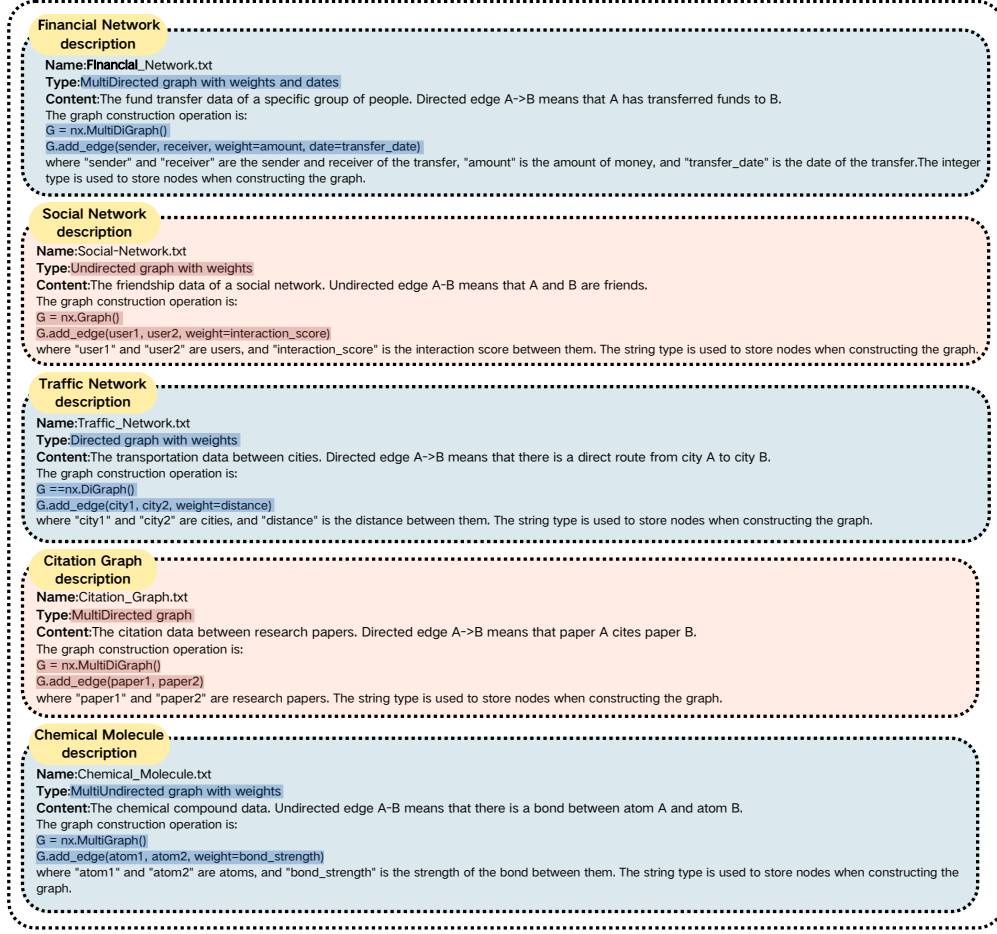 Financial Network
description
Name:FInancial_Network.txt
Type:MultiDirected graph with weights and dates
Content:The fund transfer data of a specific group of people. Directed edge A->B means that A has transferred funds to B.
The graph construction operation is:
G = nx.MultiDiGraph()
G.add_edge(sender, receiver, weight=amount, date=transfer_date)
where "sender" and "receiver" are the sender and receiver of the transfer, "amount" is the amount of money, and "transfer_date" is the date of the transfer.The integer
type is used to store nodes when constructing the graph.
Social Network
description
Name:Social-Network.txt
Type:Undirected graph with weights
Content:The friendship data of a social network. Undirected edge A-B means that A and B are friends.
The graph construction operation is:
G = nx.Graph()
G.add_edge(user1, user2, weight=interaction_score)
where "user1" and "user2" are users, and "interaction_score" is the interaction score between them. The string type is used to store nodes when constructing the graph.
Traffic Network
description
Name:Traffic_Network.txt
Type:Directed graph with weights
Content:The transportation data between cities. Directed edge A->B means that there is a direct route from city A to city B.
The graph construction operation is:
G ==nx.DiGraph()
G.add_edge(city1, city2, weight=distance)
where "city1" and "city2" are cities, and "distance" is the distance between them. The string type is used to store nodes when constructing the graph.
Citation Graph
description
Name:Citation_Graph.txt
Type:MultiDirected graph
Content:The citation data between research papers. Directed edge A->B means that paper A cites paper B.
The graph construction operation is:
G = nx.MultiDiGraph()
G.add_edge(paper1, paper2)
where "paper1" and "paper2" are research papers. The string type is used to store nodes when constructing the graph.
Chemical Molecule
description
Name:Chemical_Molecule.txt
Type:MultiUndirected graph with weights
Content:The chemical compound data. Undirected edge A-B means that there is a bond between atom A and atom B.
The graph construction operation is:
G = nx.MultiGraph()
G.add_edge(atom1, atom2, weight=bond_strength)
where "atom1" and "atom2" are atoms, and "bond_strength" is the strength of the bond between them. The string type is used to store nodes when constructing the
graph.